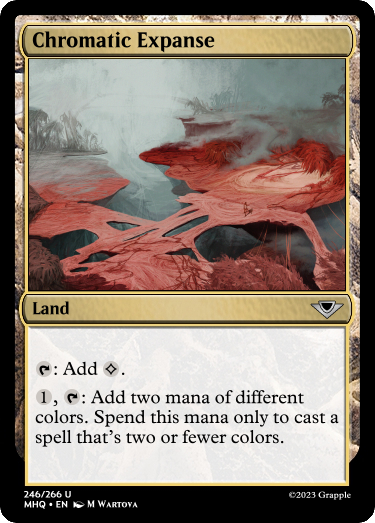 Chromatic Expanse
Land
: Add .
1, : Add two mana of different
colors. Spend this mana only to cast a
spell that's two or fewer colors.
246/266 U
MHQ • EN M Wartova
©2023 Grapple